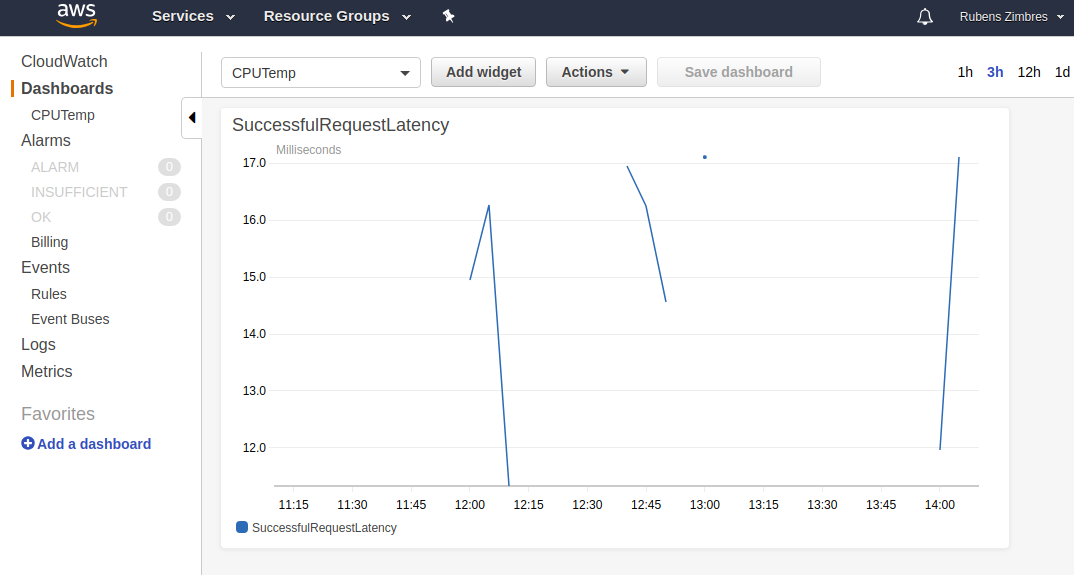 aws Services Resource Groups Rubens Zimbres
CloudWatch
Dashboards
CPUTemp
Alarms
ALARM 0
INSUFFICIENT 0
OK 0
Billing
Events
Rules
Event Buses
Logs
Metrics
Favorites
Add a dashboard
CPUTemp Add widget Actions Save dashboard 1h 3h 12h 1d
SuccessfulRequestLatency
Milliseconds
17.0
16.0
15.0
14.0
13.0
12.0
11:15 11:30 11:45 12:00 12:15 12:30 12:45 13:00 13:15 13:30 13:45 14:00
SuccessfulRequestLatency